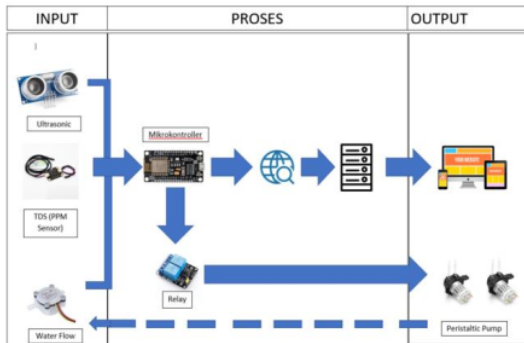 INPUT
PROSES
OUTPUT
Ultrasonic
Mikrokontroller
TDS (PPM
Sensor)
Relay
Water Flow
Peristaltic Pump